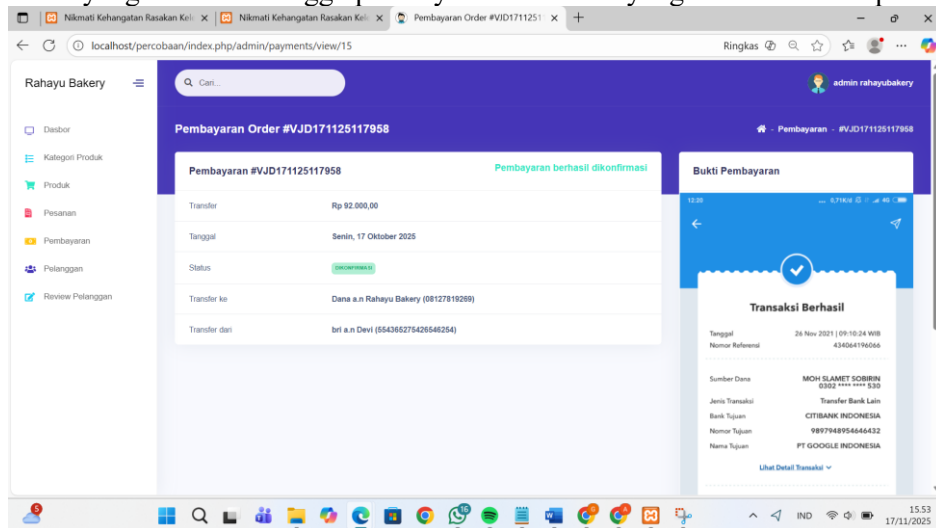 Nikmati Kehangatan Rasakan Kel
Nikmati Kehangatan Rasakan Kel
Pembayaran Order #VJD1711251
localhost/percobaan/index.php/admin/payments/view/15
Ringkas
Rahayu Bakery
Cari...
admin rahayubakery
Dasbor
Kategori Produk
Produk
Pesanan
Pembayaran
Pelanggan
Review Pelanggan
Pembayaran Order #VJD171125117958
- Pembayaran - #VJD171125117958
Pembayaran #VJD171125117958
Pembayaran berhasil dikonfirmasi
Transfer Rp 92.000,00
Tanggal Senin, 17 Oktober 2025
Status DIKONFIRMASI
Transfer ke Dana a.n Rahayu Bakery (08127819269)
Transfer dari bri a.n Devi (554365275426546254)
Bukti Pembayaran
Transaksi Berhasil
Tanggal 26 Nov 2021 | 09:10:24 WIB
Nomor Referensi 434064196066
Sumber Dana MOH SLAMET SOBIRIN
0302 **** **** 530
Jenis Transaksi Transfer Bank Lain
Bank Tujuan CITIBANK INDONESIA
Nomor Tujuan 9897948954646432
Nama Tujuan PT GOOGLE INDONESIA
Lihat Detail Transaksi
IND
15.53
17/11/2025